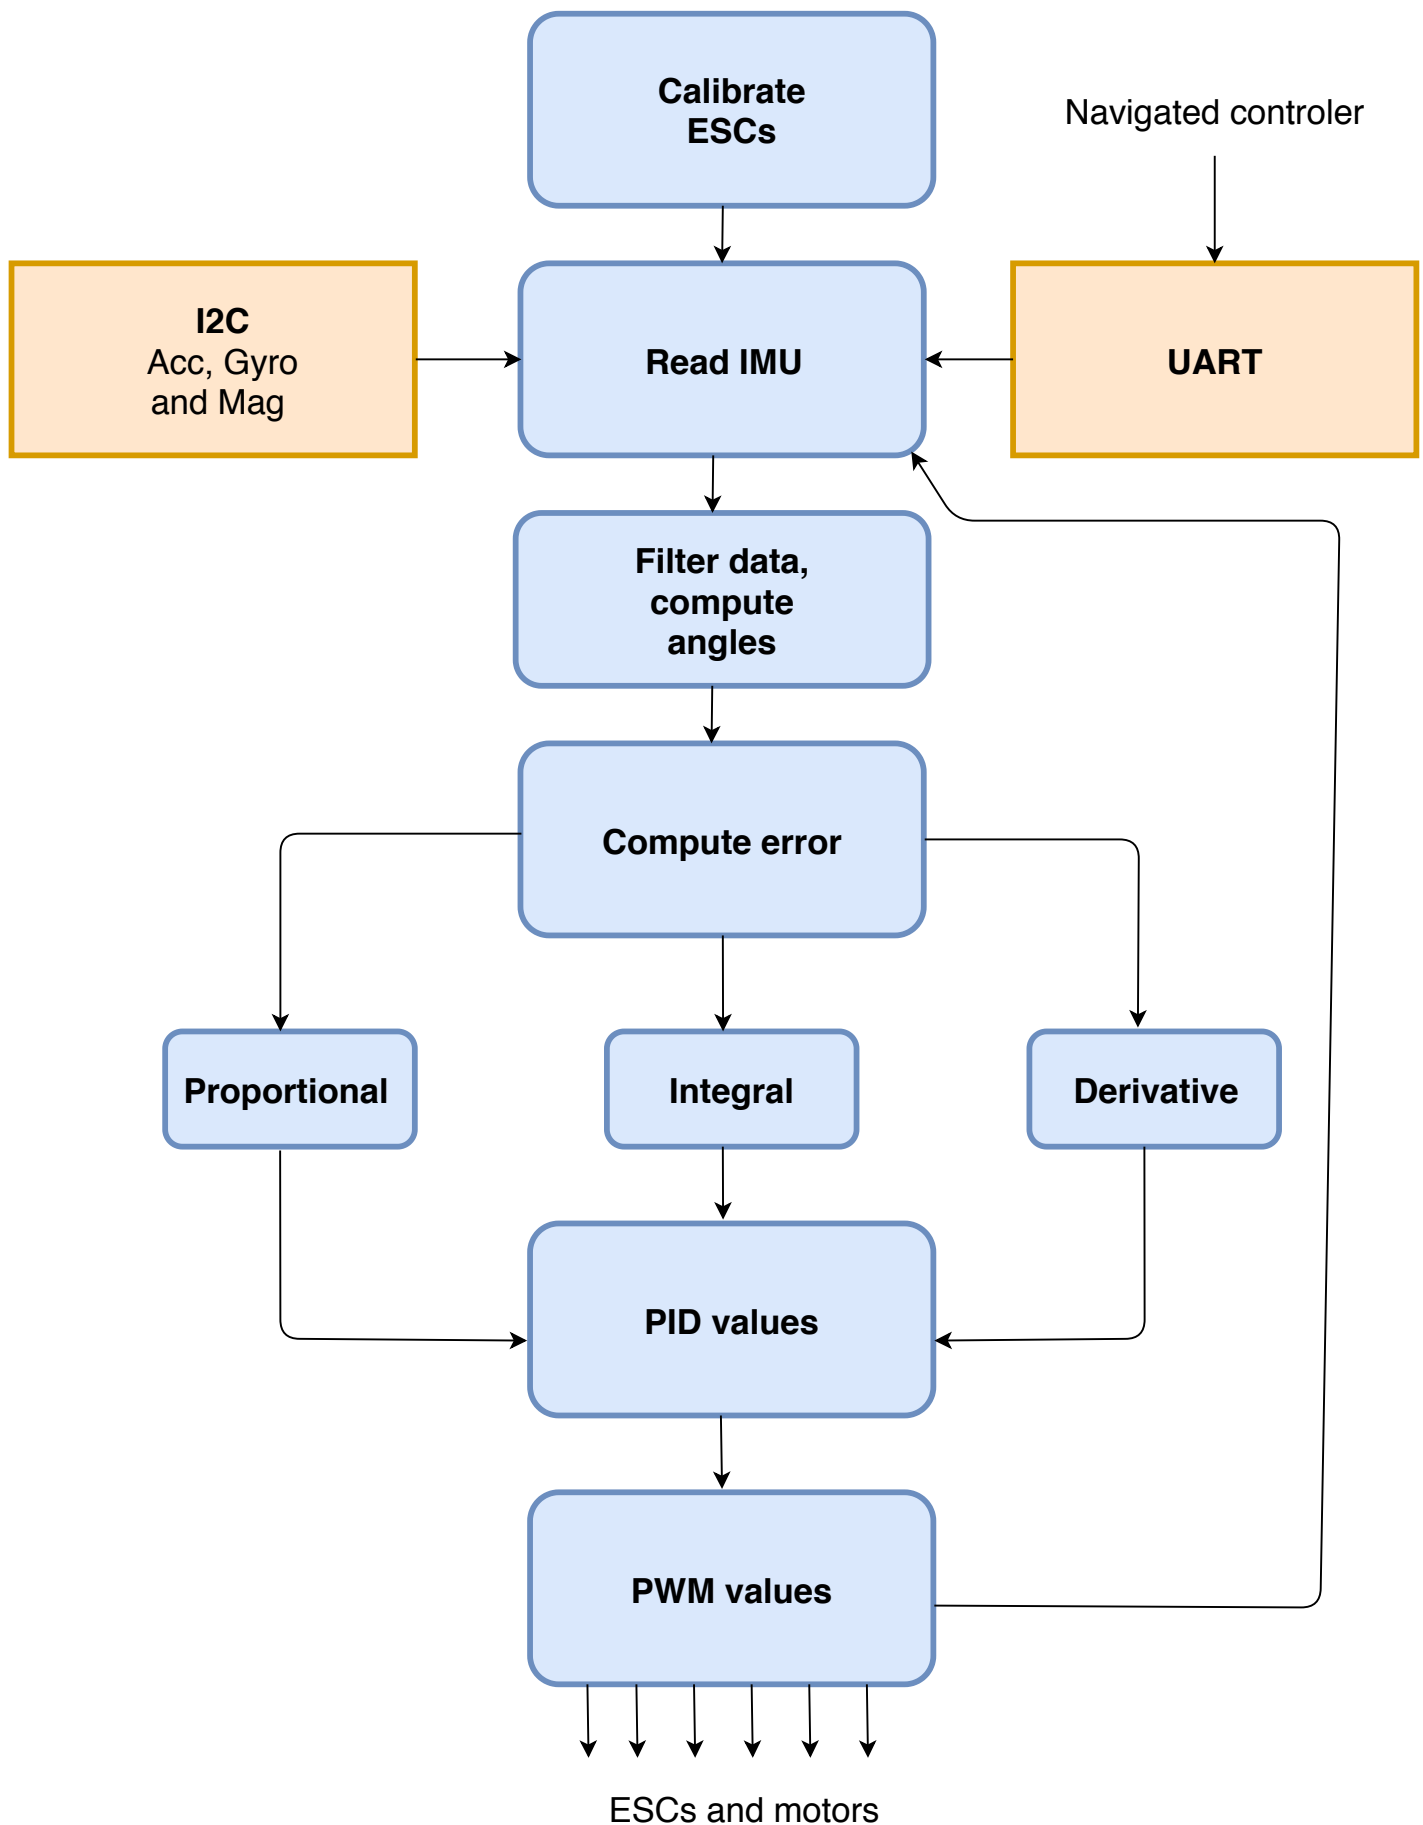 Calibrate
ESCs
Navigated controler
I2C
Acc, Gyro
and Mag
Read IMU
UART
Filter data,
compute
angles
Compute error
Proportional
Integral
Derivative
PID values
PWM values
ESCs and motors